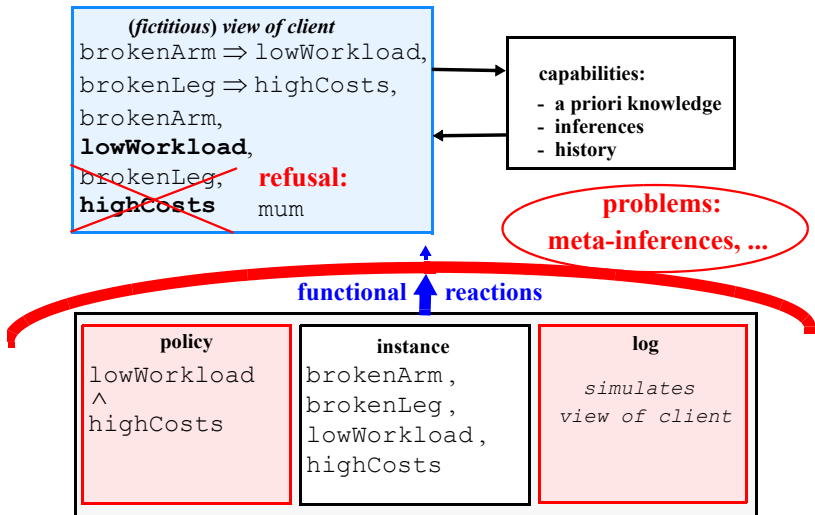 (fictitious) view of client
brokenArm ⇒ lowWorkload,
brokenLeg ⇒ highCosts,
brokenArm,
lowWorkload,
brokenLeg,
highCosts
refusal:
mum
capabilities:
- a priori knowledge
- inferences
- history
problems:
meta-inferences, ...
functional reactions
policy
lowWorkload
^
highCosts
instance
brokenArm ,
brokenLeg ,
lowWorkload ,
highCosts
log
simulates
view of client